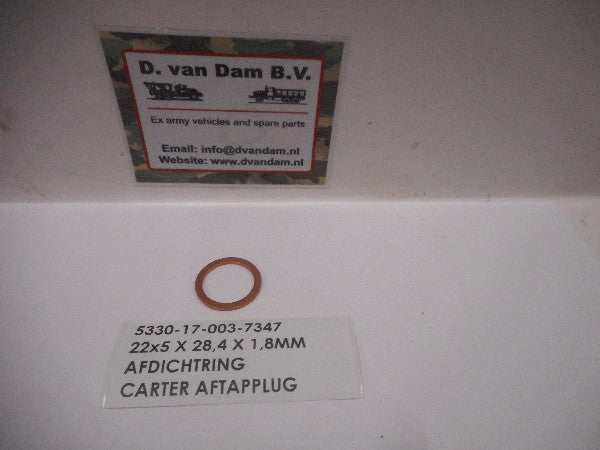 D. van Dam B.V.
Ex army vehicles and spare parts
Email: info@dvandam.nl
Website: www.dvandam.nl
5330-17-003-7347
22x5 X 28,4 X 1,8MM
AFDICHTRING
CARTER AFTAPPLUG